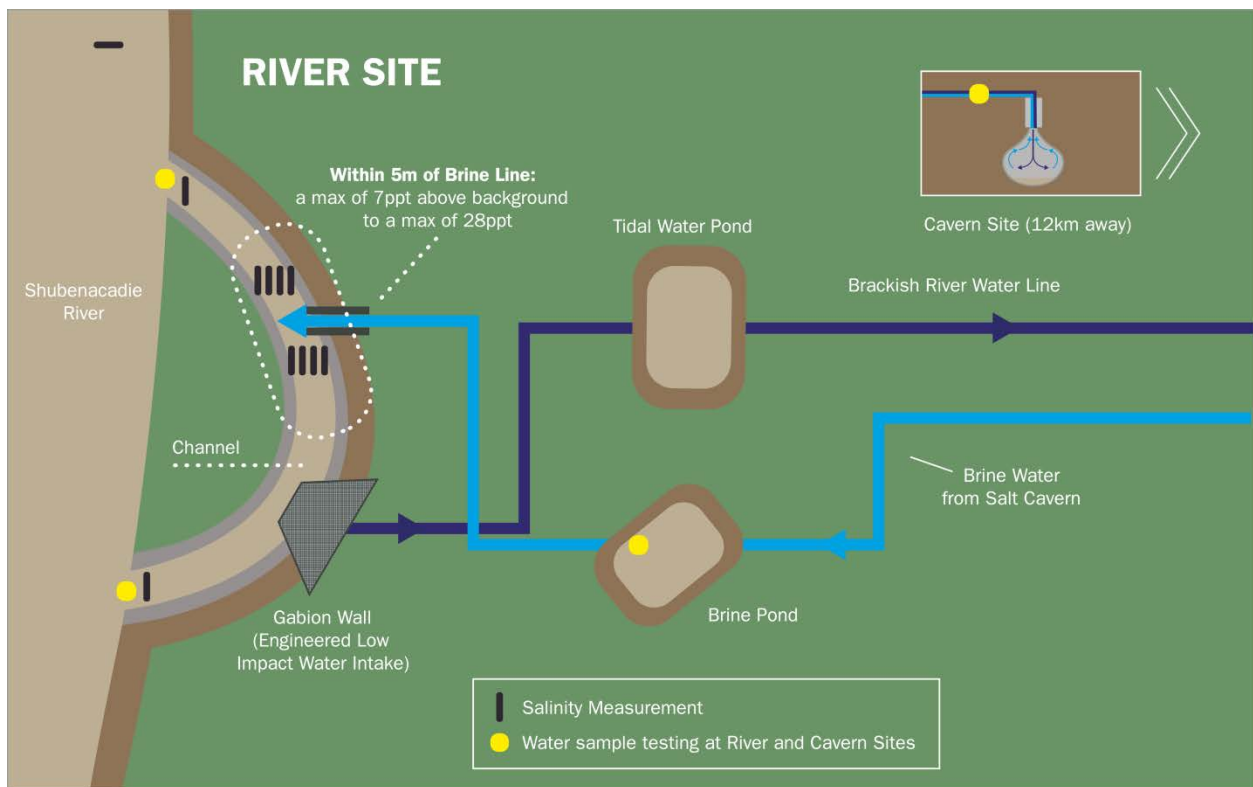 RIVER SITE
Within 5m of Brine Line:
a max of 7ppt above background
to a max of 28ppt
Cavern Site (12km away)
Tidal Water Pond
Shubenacadie
River
Brackish River Water Line
Channel
Brine Water
from Salt Cavern
Gabion Wall
(Engineered Low
Impact Water Intake)
Brine Pond
Salinity Measurement
Water sample testing at River and Cavern Sites